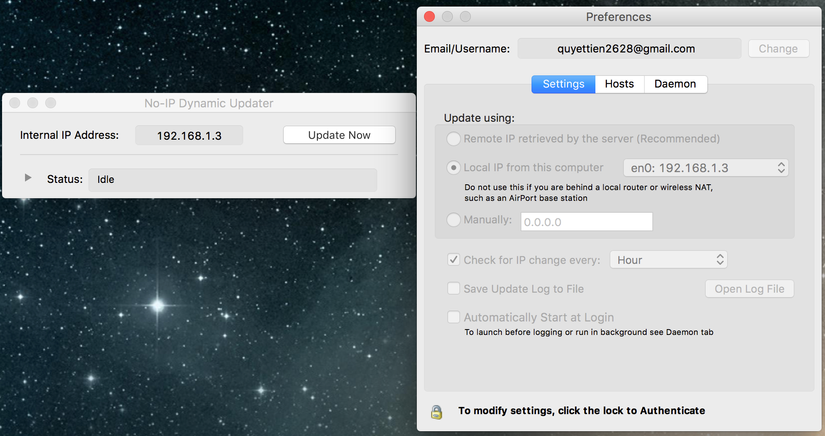 No-IP Dynamic Updater
Internal IP Address: 192.168.1.3 Update Now
Status: Idle
Preferences
Email/Username: quyettien2628@gmail.com Change
Settings Hosts Daemon
Update using:
Remote IP retrieved by the server (Recommended)
Local IP from this computer en0: 192.168.1.3
Do not use this if you are behind a local router or wireless NAT,
such as an AirPort base station
Manually: 0.0.0.0
Check for IP change every: Hour
Save Update Log to File Open Log File
Automatically Start at Login
To launch before logging or run in background see Daemon tab
To modify settings, click the lock to Authenticate